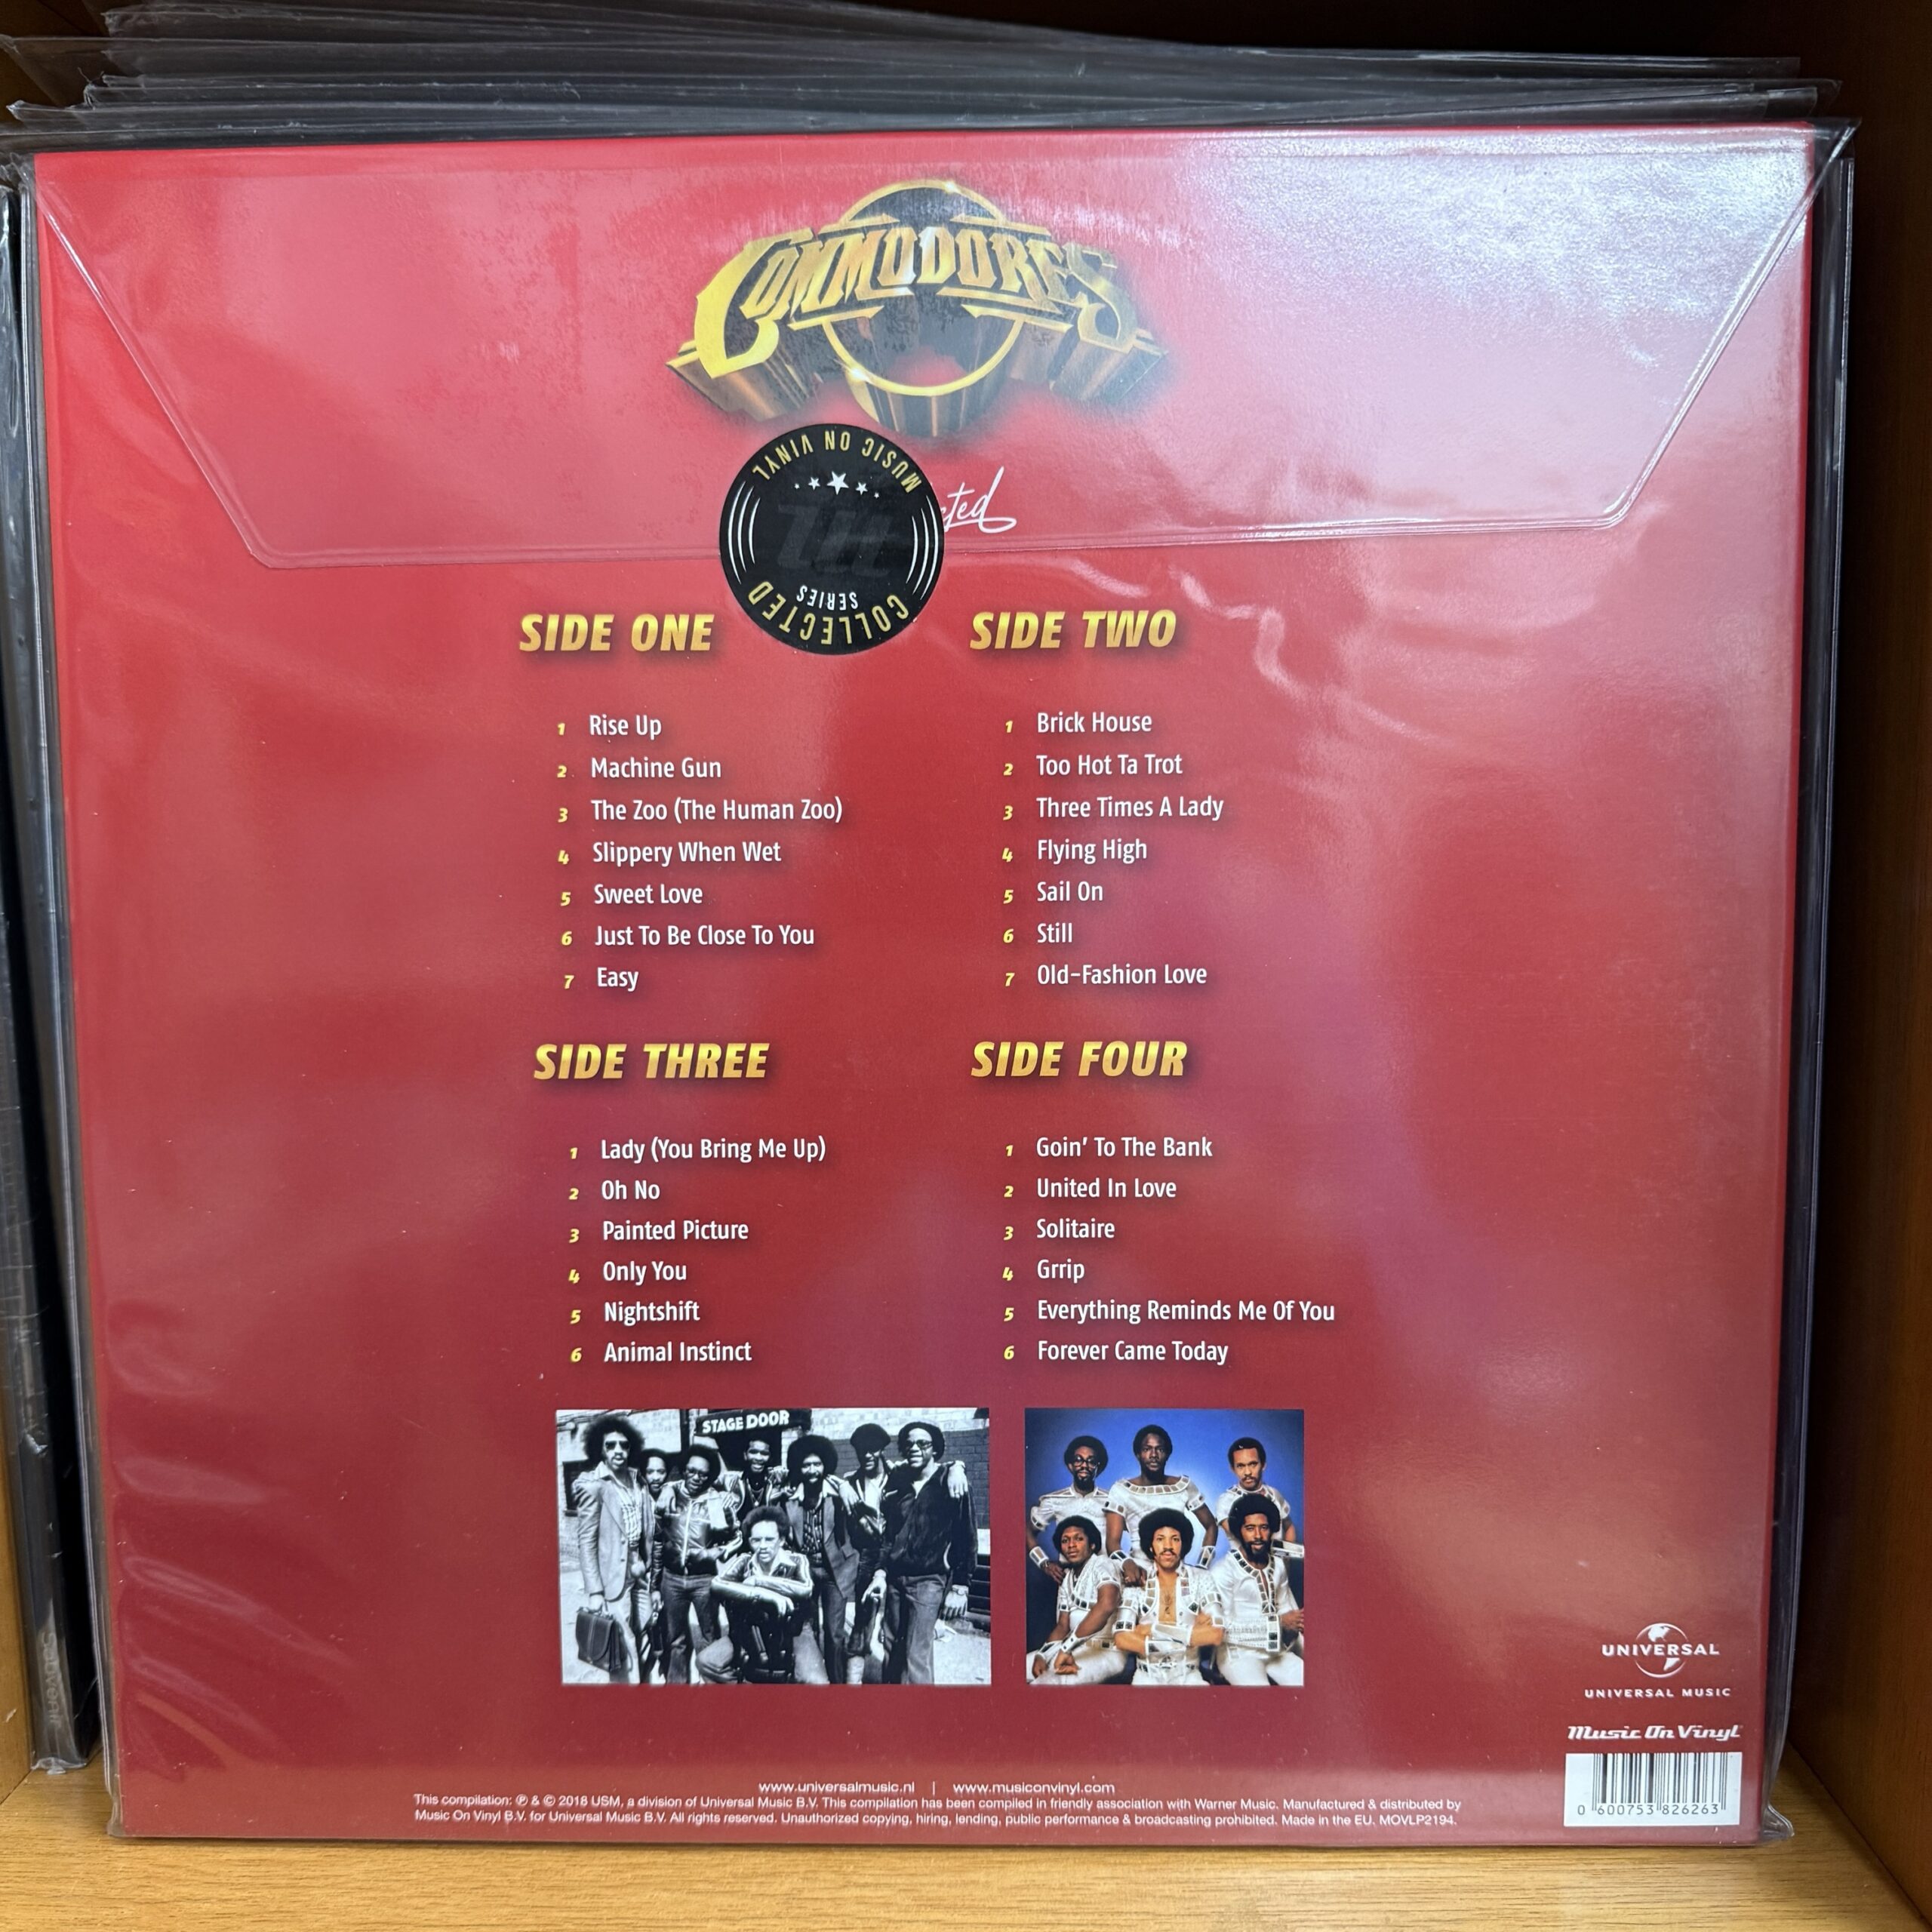 COMMODORES
MUSIC ON VINYL
COLLECTED
SERIES
SIDE ONE
1 Rise Up
2 Machine Gun
3 The Zoo (The Human Zoo)
4 Slippery When Wet
5 Sweet Love
6 Just To Be Close To You
7 Easy
SIDE TWO
1 Brick House
2 Too Hot Ta Trot
3 Three Times A Lady
4 Flying High
5 Sail On
6 Still
7 Old-Fashion Love
SIDE THREE
1 Lady (You Bring Me Up)
2 Oh No
3 Painted Picture
4 Only You
5 Nightshift
6 Animal Instinct
SIDE FOUR
1 Goin' To The Bank
2 United In Love
3 Solitaire
4 Grrip
5 Everything Reminds Me Of You
6 Forever Came Today
STAGE DOOR
UNIVERSAL
UNIVERSAL MUSIC
Music On Vinyl
www.universalmusic.nl | www.musiconvinyl.com
This compilation: ℗ & © 2018 USM, a division of Universal Music B.V. This compilation has been compiled in friendly association with Warner Music. Manufactured & distributed by
Music On Vinyl B.V. for Universal Music B.V. All rights reserved. Unauthorized copying, hiring, lending, public performance & broadcasting prohibited. Made in the EU. MOVLP2194.
0 600753 826263